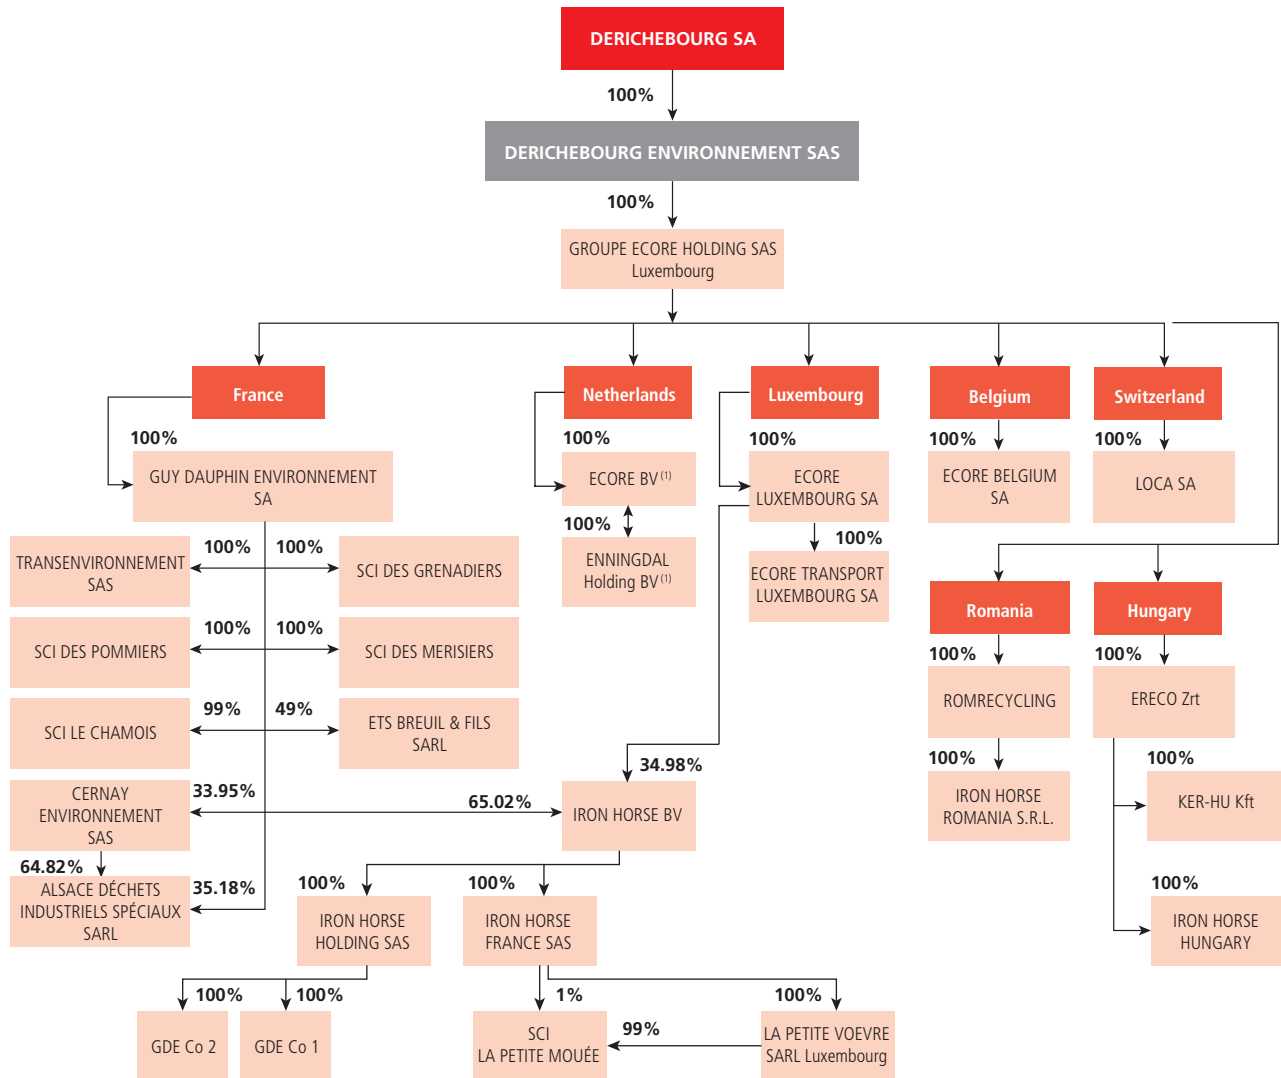 DERICHEBOURG SA
100%
DERICHEBOURG ENVIRONNEMENT SAS
100%
GROUPE ECORE HOLDING SAS
Luxembourg
France
Netherlands
Luxembourg
Belgium
Switzerland
100%
GUY DAUPHIN ENVIRONNEMENT
SA
100%
ECORE BV (1)
100%
ENNINGDAL
Holding BV (1)
100%
ECORE
LUXEMBOURG SA
100%
ECORE TRANSPORT
LUXEMBOURG SA
100%
ECORE BELGIUM
SA
100%
LOCA SA
TRANSENVIRONNEMENT
SAS
100%
100%
SCI DES GRENADIERS
SCI DES POMMIERS
100%
100%
SCI DES MERISIERS
SCI LE CHAMOIS
99%
49%
ETS BREUIL & FILS
SARL
Romania
Hungary
100%
ROMRECYCLING
100%
IRON HORSE
ROMANIA S.R.L.
100%
ERECO Zrt
100%
KER-HU Kft
100%
IRON HORSE
HUNGARY
CERNAY
ENVIRONNEMENT
SAS
33.95%
65.02%
34.98%
IRON HORSE BV
64.82%
ALSACE DÉCHETS
INDUSTRIELS SPÉCIAUX
SARL
35.18%
100%
IRON HORSE
HOLDING SAS
100%
IRON HORSE
FRANCE SAS
100%
GDE Co 2
100%
GDE Co 1
1%
SCI
LA PETITE MOUÉE
99%
100%
LA PETITE VOEVRE
SARL Luxembourg